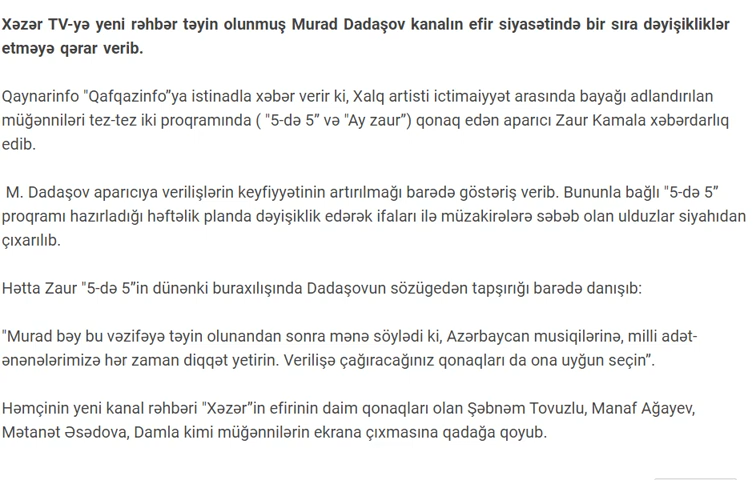 Xəzər TV-yə yeni rəhbər təyin olunmuş Murad Dadaşov kanalın efir siyasətində bir sıra dəyişikliklər
etməyə qərar verib.
Qaynarinfo "Qafqazinfo”ya istinadla xəbər verir ki, Xalq artisti ictimaiyyət arasında bayağı adlandırılan
müğənniləri tez-tez iki proqramında ( "5-də 5” və "Ay zaur”) qonaq edən aparıcı Zaur Kamala xəbərdarlıq
edib.
M. Dadaşov aparıcıya verilişlərin keyfiyyətinin artırılmağı barədə göstəriş verib. Bununla bağlı "5-də 5”
proqramı hazırladığı həftəlik planda dəyişiklik edərək ifaları ilə müzakirələrə səbəb olan ulduzlar siyahıdan
çıxarılıb.
Hətta Zaur "5-də 5”in dünənki buraxılışında Dadaşovun sözügedən tapşırığı barədə danışıb:
"Murad bəy bu vəzifəyə təyin olunandan sonra mənə söylədi ki, Azərbaycan musiqilərinə, milli adət-
ənənələrimizə hər zaman diqqət yetirin. Verilişə çağıracağınız qonaqları da ona uyğun seçin”.
Həmçinin yeni kanal rəhbəri "Xəzər”in efirinin daim qonaqları olan Şəbnəm Tovuzlu, Manaf Ağayev,
Mətanət Əsədova, Damla kimi müğənnilərin ekrana çıxmasına qadağa qoyub.